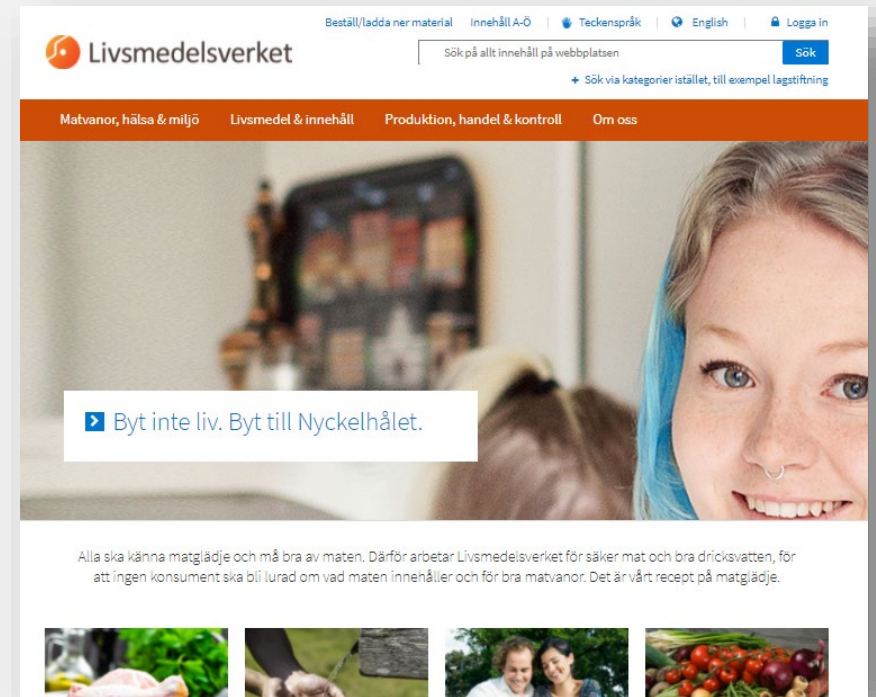 Beställ/ladda ner material Innehåll A-Ö Teckenspråk English Logga in
Livsmedelsverket
Sök på allt innehåll på webbplatsen Sök
+ Sök via kategorier istället, till exempel lagstiftning
Matvanor, hälsa & miljö Livsmedel & innehåll Produktion, handel & kontroll Om oss
Byt inte liv. Byt till Nyckelhålet.
Alla ska känna matglädje och må bra av maten. Därför arbetar Livsmedelsverket för säker mat och bra dricksvatten, för
att ingen konsument ska bli lurad om vad maten innehåller och för bra matvanor. Det är vårt recept på matglädje.